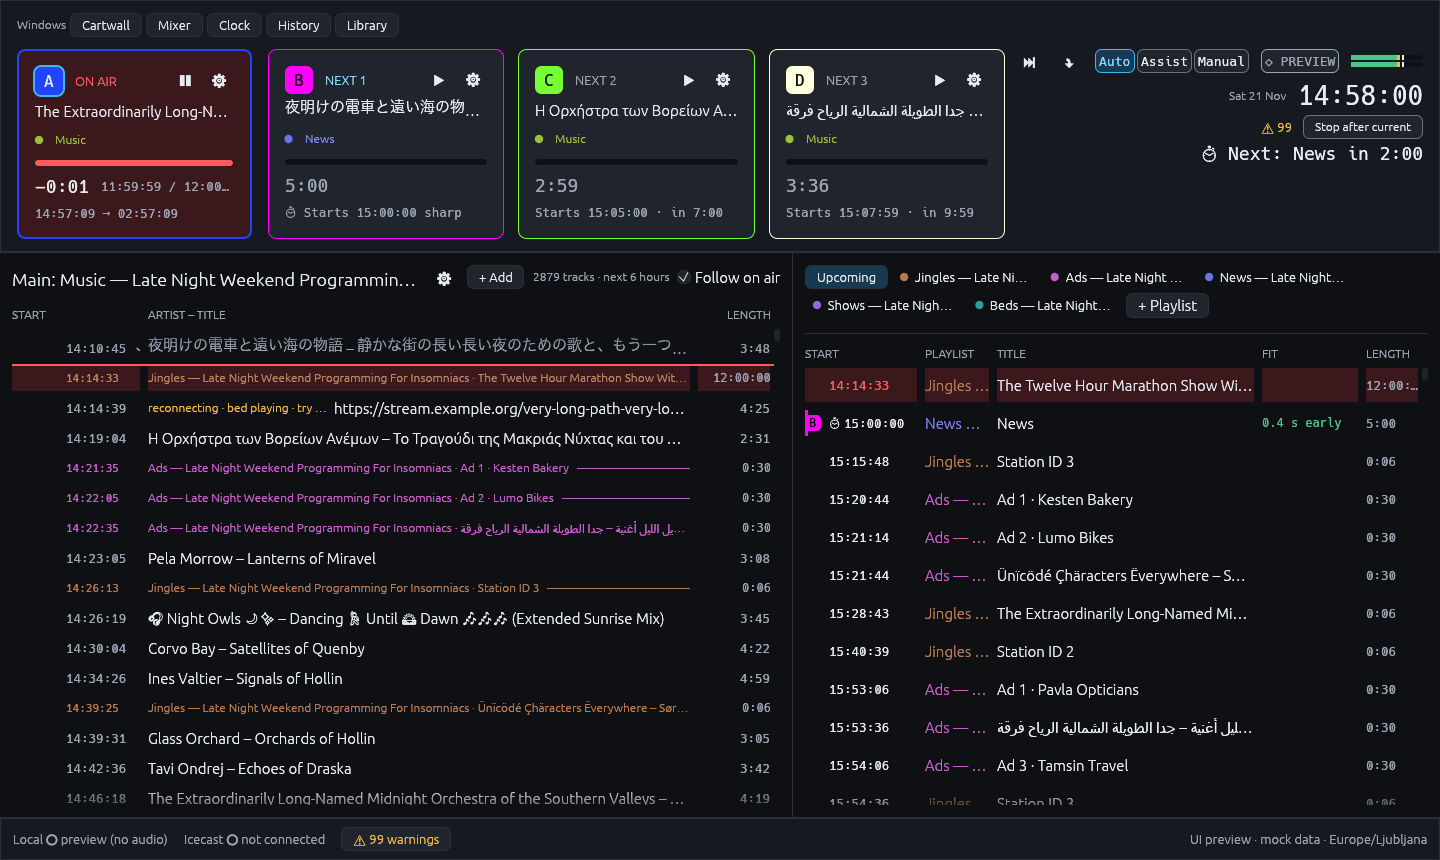 Windows Cartwall Mixer Clock History Library
A ON AIR
The Extraordinarily Long-N…
Music
−0:01 11:59:59 / 12:00…
14:57:09 → 02:57:09
B NEXT 1
夜明けの電車と遠い海の物…
News
5:00
Starts 15:00:00 sharp
C NEXT 2
Η Ορχήστρα των Βορείων Α…
Music
2:59
Starts 15:05:00 · in 7:00
D NEXT 3
جدا الطويلة الشمالية الرياح فرقة …
Music
3:36
Starts 15:07:59 · in 9:59
Auto Assist Manual ◇ PREVIEW
Sat 21 Nov 14:58:00
⚠ 99 Stop after current
Next: News in 2:00
Main: Music — Late Night Weekend Programmin… + Add 2879 tracks · next 6 hours ✓ Follow on air
START ARTIST – TITLE LENGTH
14:10:45 、夜明けの電車と遠い海の物語 – 静かな街の長い長い夜のための歌と、もう一つ… 3:48
14:14:33 Jingles — Late Night Weekend Programming For Insomniacs · The Twelve Hour Marathon Show Wit… 12:00:00
14:14:39 reconnecting · bed playing · try … https://stream.example.org/very-long-path-very-lo… 4:25
14:19:04 Η Ορχήστρα των Βορείων Ανέμων – Το Τραγούδι της Μακριάς Νύχτας και του … 2:31
14:21:35 Ads — Late Night Weekend Programming For Insomniacs · Ad 1 · Kesten Bakery 0:30
14:22:05 Ads — Late Night Weekend Programming For Insomniacs · Ad 2 · Lumo Bikes 0:30
14:22:35 Ads — Late Night Weekend Programming For Insomniacs · جدا الطويلة الشمالية الرياح فرقة – يل الليل أغنية… 0:30
14:23:05 Pela Morrow – Lanterns of Miravel 3:08
14:26:13 Jingles — Late Night Weekend Programming For Insomniacs · Station ID 3 0:06
14:26:19 🎧 Night Owls 🌙✨ – Dancing 💃 Until 🌅 Dawn 🎶🎶🎶 (Extended Sunrise Mix) 3:45
14:30:04 Corvo Bay – Satellites of Quenby 4:22
14:34:26 Ines Valtier – Signals of Hollin 4:59
14:39:25 Jingles — Late Night Weekend Programming For Insomniacs · Ünïcödé Çhäracters Ëverywhere – Sør… 0:06
14:39:31 Glass Orchard – Orchards of Hollin 3:05
14:42:36 Tavi Ondrej – Echoes of Draska 3:42
14:46:18 The Extraordinarily Long-Named Midnight Orchestra of the Southern Valleys – … 4:19
Upcoming Jingles — Late Ni… Ads — Late Night … News — Late Night…
Shows — Late Nigh… Beds — Late Night… + Playlist
START PLAYLIST TITLE FIT LENGTH
14:14:33 Jingles … The Twelve Hour Marathon Show Wi… 12:00:…
B 15:00:00 News … News 0.4 s early 5:00
15:15:48 Jingles … Station ID 3 0:06
15:20:44 Ads — … Ad 1 · Kesten Bakery 0:30
15:21:14 Ads — … Ad 2 · Lumo Bikes 0:30
15:21:44 Ads — … Ünïcödé Çhäracters Ëverywhere – S… 0:30
15:28:43 Jingles … The Extraordinarily Long-Named Mi… 0:06
15:40:39 Jingles … Station ID 2 0:06
15:53:06 Ads — … Ad 1 · Pavla Opticians 0:30
15:53:36 Ads — … جدا الطويلة الشمالية الرياح فرقة – ليل أغنية… 0:30
15:54:06 Ads — … Ad 3 · Tamsin Travel 0:30
15:54:36 Jingles … Station ID 3 0:06
Local preview (no audio) Icecast not connected ⚠ 99 warnings UI preview · mock data · Europe/Ljubljana